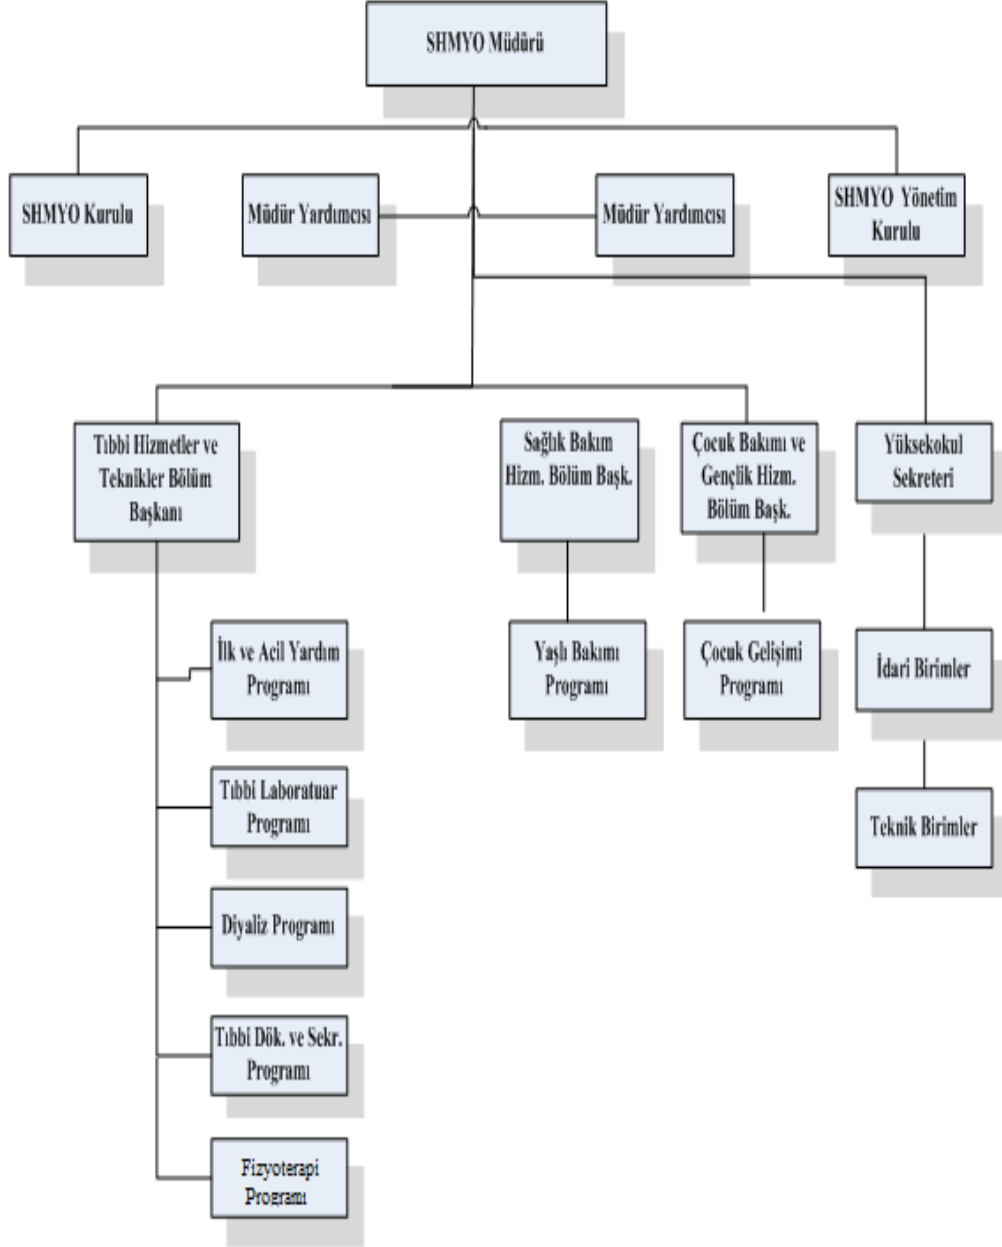 SHMYO Müdürü
SHMYO Kurulu
Müdür Yardımcısı
Müdür Yardımcısı
SHMYO Yönetim
Kurulu
Tıbbi Hizmetler ve
Teknikler Bölüm
Başkanı
Sağlık Bakım
Hizm. Bölüm Başk.
Çocuk Bakımı ve
Gençlik Hizm.
Bölüm Başk.
Yüksekokul
Sekreteri
İlk ve Acil Yardım
Programı
Yaşlı Bakımı
Programı
Çocuk Gelişimi
Programı
İdari Birimler
Tıbbi Laboratuar
Programı
Teknik Birimler
Diyaliz Programı
Tıbbi Dök. ve Sekr.
Programı
Fizyoterapi
Programı